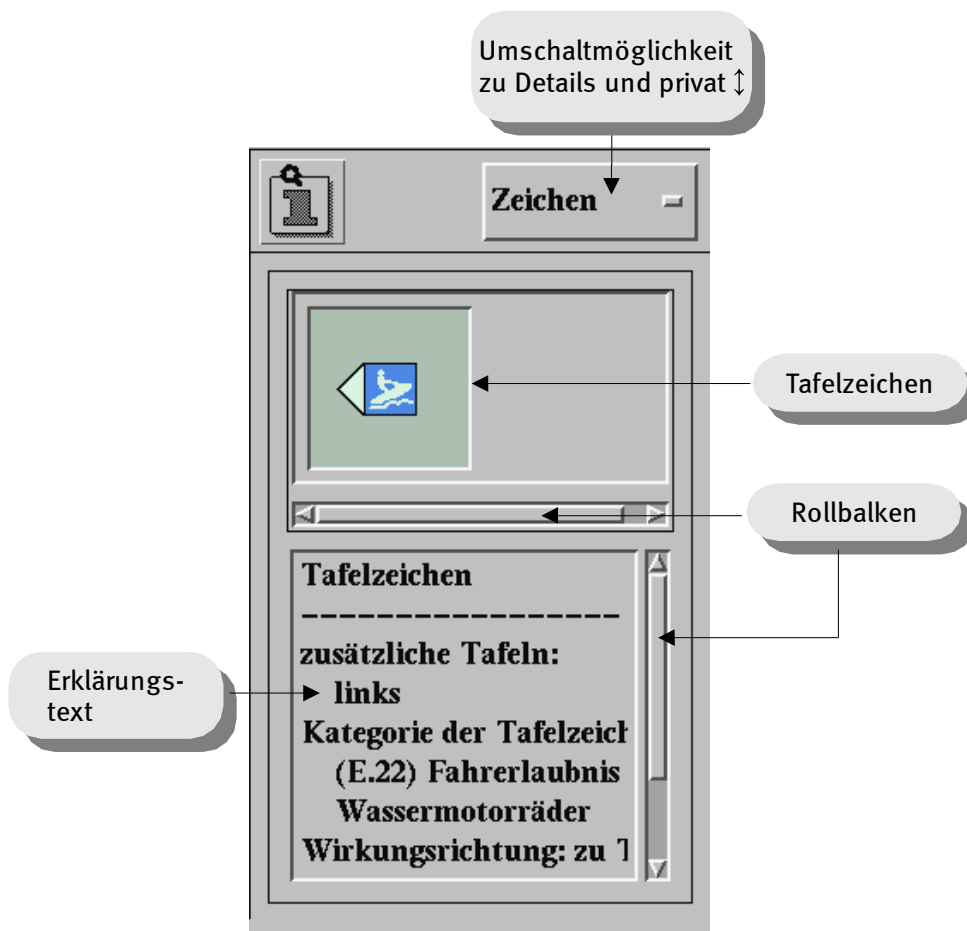 Umschaltmöglichkeit
zu Details und privat ↕
Zeichen
Tafelzeichen
Rollbalken
Tafelzeichen
-----------------
zusätzliche Tafeln:
links
Erklärungs-
text
Kategorie der Tafelzeich
(E.22) Fahrerlaubnis
Wassermotorräder
Wirkungsrichtung: zu T